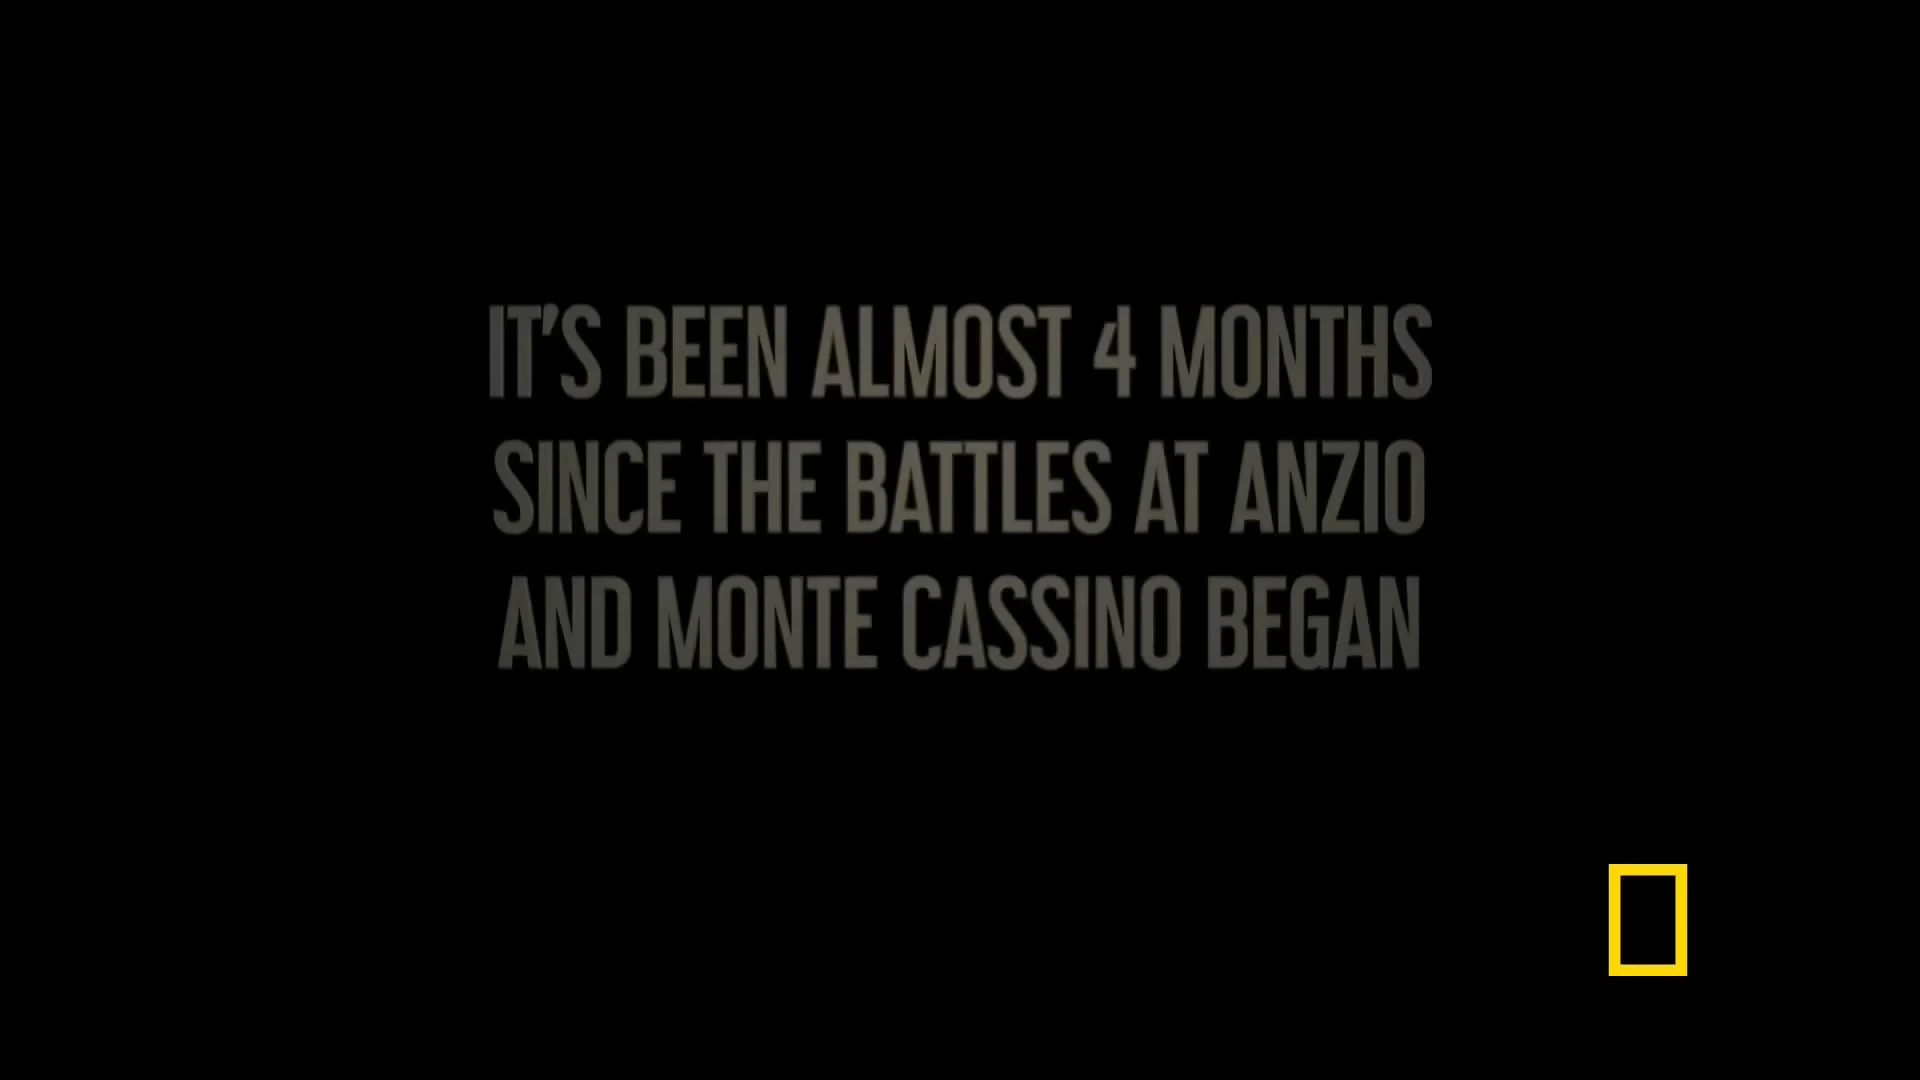 IT'S BEEN ALMOST 4 MONTHS
SINCE THE BATTLES AT ANZIO
AND MONTE CASSINO BEGAN